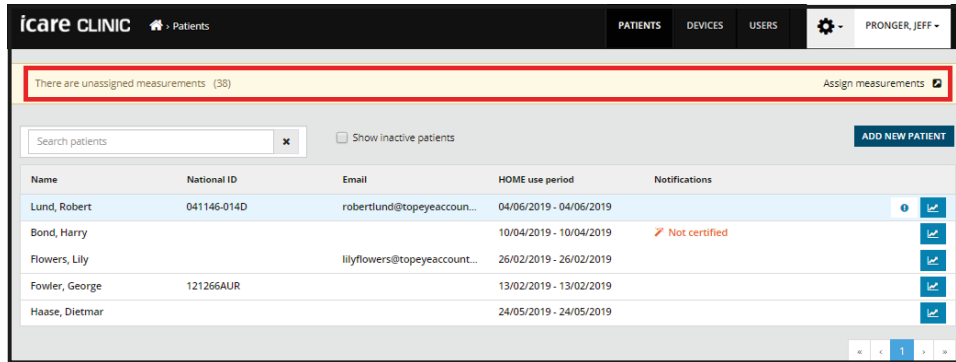 icare CLINIC › Patients PATIENTS DEVICES USERS PRONGER, JEFF
There are unassigned measurements (38) Assign measurements
Search patients × Show inactive patients ADD NEW PATIENT
Name National ID Email HOME use period Notifications
Lund, Robert 041146-014D robertlund@topeyeaccoun... 04/06/2019 - 04/06/2019
Bond, Harry 10/04/2019 - 10/04/2019 Not certified
Flowers, Lily lilyflowers@topeyeaccount... 26/02/2019 - 26/02/2019
Fowler, George 121266AUR 13/02/2019 - 13/02/2019
Haase, Dietmar 24/05/2019 - 24/05/2019
« ‹ 1 › »